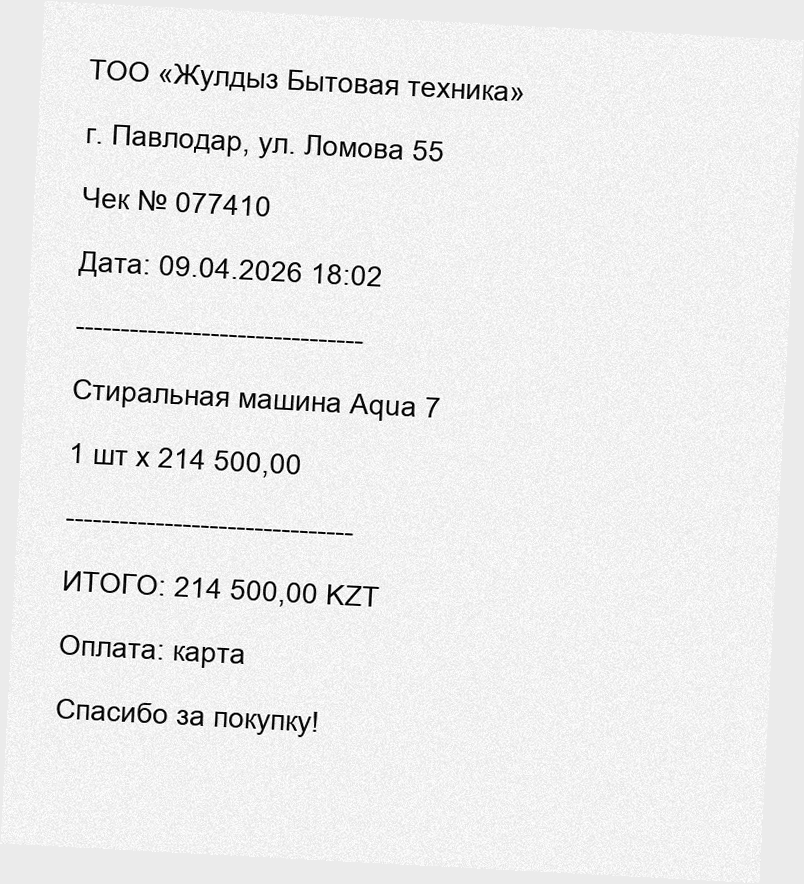 ТОО «Жулдыз Бытовая техника»
г. Павлодар, ул. Ломова 55
Чек № 077410
Дата: 09.04.2026 18:02
--------------------------------
Стиральная машина Aqua 7
1 шт x 214 500,00
--------------------------------
ИТОГО: 214 500,00 KZT
Оплата: карта
Спасибо за покупку!